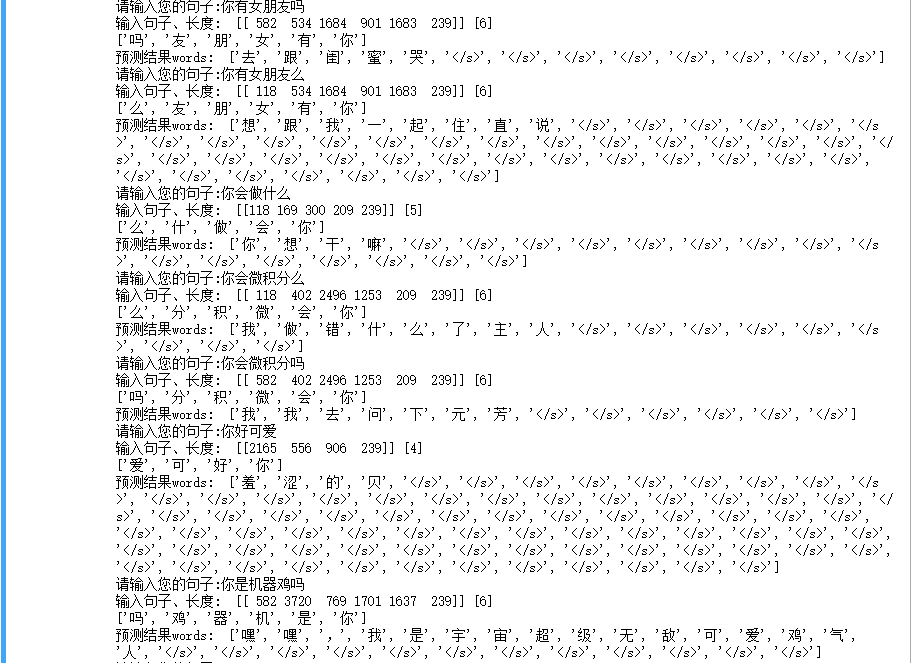 请输入您的句子:你有女朋友吗
输入句子、长度: [[ 582  534 1684  901 1683  239]] [6]
['吗', '友', '朋', '女', '有', '你']
预测结果words: ['去', '跟', '闺', '蜜', '哭', '</s>', '</s>', '</s>', '</s>', '</s>', '</s>', '</s>', '</s>']
请输入您的句子:你有女朋友么
输入句子、长度: [[ 118  534 1684  901 1683  239]] [6]
['么', '友', '朋', '女', '有', '你']
预测结果words: ['想', '跟', '我', '一', '起', '住', '直', '说', '</s>', '</s>', '</s>', '</s>', '</s>', '</s
>', '</s>', '</s>', '</s>', '</s>', '</s>', '</s>', '</s>', '</s>', '</s>', '</s>', '</s>', '</s>', '</s>', '</
s>', '</s>', '</s>', '</s>', '</s>', '</s>', '</s>', '</s>', '</s>', '</s>', '</s>', '</s>', '</s>', '</s>',
'</s>', '</s>', '</s>', '</s>', '</s>', '</s>', '</s>']
请输入您的句子:你会做什么
输入句子、长度: [[118 169 300 209 239]] [5]
['么', '什', '做', '会', '你']
预测结果words: ['你', '想', '干', '嘛', '</s>', '</s>', '</s>', '</s>', '</s>', '</s>', '</s>', '</s>', '</s
>', '</s>', '</s>', '</s>', '</s>', '</s>', '</s>', '</s>']
请输入您的句子:你会微积分么
输入句子、长度: [[ 118  402 2496 1253  209  239]] [6]
['么', '分', '积', '微', '会', '你']
预测结果words: ['我', '做', '错', '什', '么', '了', '主', '人', '</s>', '</s>', '</s>', '</s>', '</s>', '</s
>', '</s>', '</s>', '</s>']
请输入您的句子:你会微积分吗
输入句子、长度: [[ 582  402 2496 1253  209  239]] [6]
['吗', '分', '积', '微', '会', '你']
预测结果words: ['我', '我', '去', '问', '下', '元', '芳', '</s>', '</s>', '</s>', '</s>', '</s>', '</s>']
请输入您的句子:你好可爱
输入句子、长度: [[2165  556  906  239]] [4]
['爱', '可', '好', '你']
预测结果words: ['羞', '涩', '的', '贝', '</s>', '</s>', '</s>', '</s>', '</s>', '</s>', '</s>', '</s>', '</s
>', '</s>', '</s>', '</s>', '</s>', '</s>', '</s>', '</s>', '</s>', '</s>', '</s>', '</s>', '</s>', '</s>', '</
s>', '</s>', '</s>', '</s>', '</s>', '</s>', '</s>', '</s>', '</s>', '</s>', '</s>', '</s>', '</s>', '</s>',
'</s>', '</s>', '</s>', '</s>', '</s>', '</s>', '</s>', '</s>', '</s>', '</s>', '</s>', '</s>', '</s>', '</s>',
'</s>', '</s>', '</s>', '</s>', '</s>', '</s>', '</s>', '</s>', '</s>', '</s>', '</s>', '</s>', '</s>', '</s>',
'</s>', '</s>', '</s>', '</s>', '</s>', '</s>', '</s>', '</s>', '</s>', '</s>', '</s>', '</s>']
请输入您的句子:你是机器鸡吗
输入句子、长度: [[ 582 3720  769 1701 1637  239]] [6]
['吗', '鸡', '器', '机', '是', '你']
预测结果words: ['嘿', '嘿', '，', '我', '是', '宇', '宙', '超', '级', '无', '敌', '可', '爱', '鸡', '气',
'人', '</s>', '</s>', '</s>', '</s>', '</s>', '</s>', '</s>', '</s>', '</s>', '</s>', '</s>', '</s>']